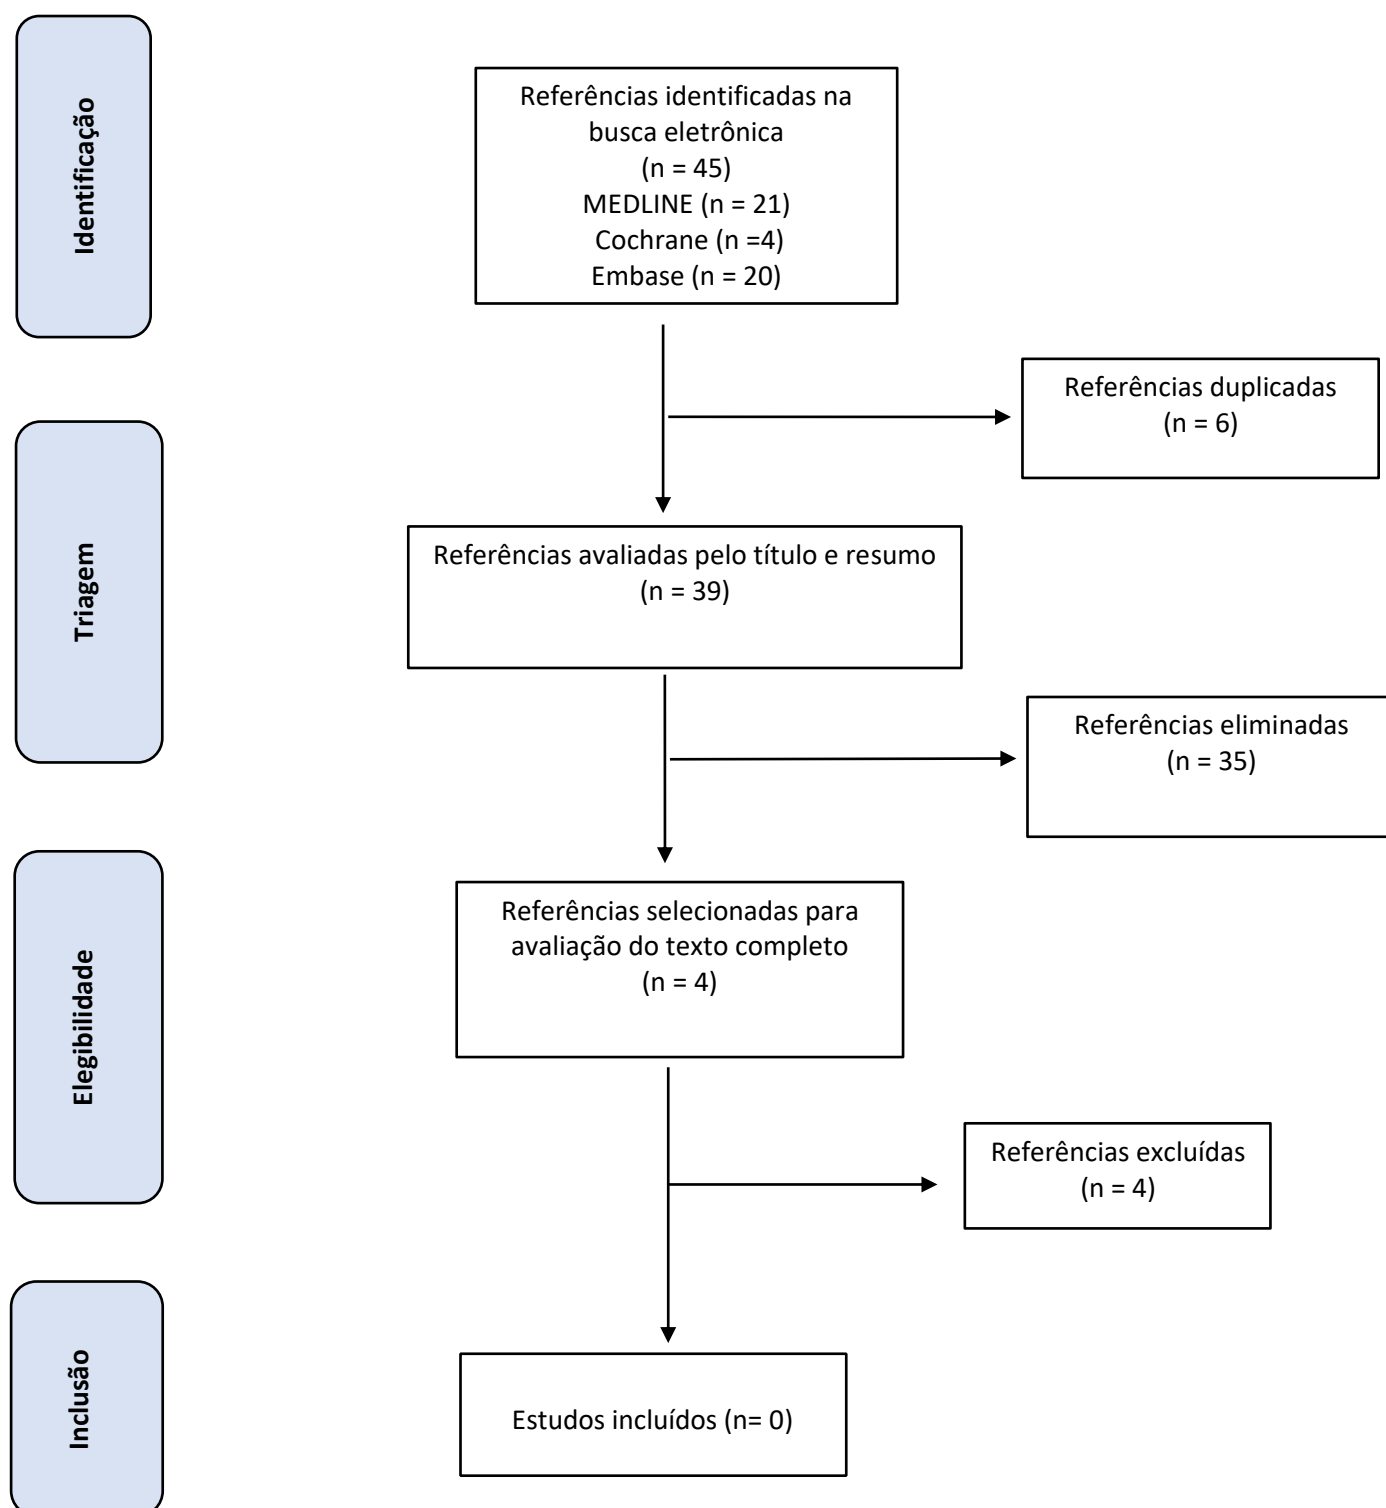 Identificação
Referências identificadas na
busca eletrônica
(n = 45)
MEDLINE (n = 21)
Cochrane (n =4)
Embase (n = 20)
Referências duplicadas
(n = 6)
Triagem
Referências avaliadas pelo título e resumo
(n = 39)
Referências eliminadas
(n = 35)
Elegibilidade
Referências selecionadas para
avaliação do texto completo
(n = 4)
Referências excluídas
(n = 4)
Inclusão
Estudos incluídos (n= 0)